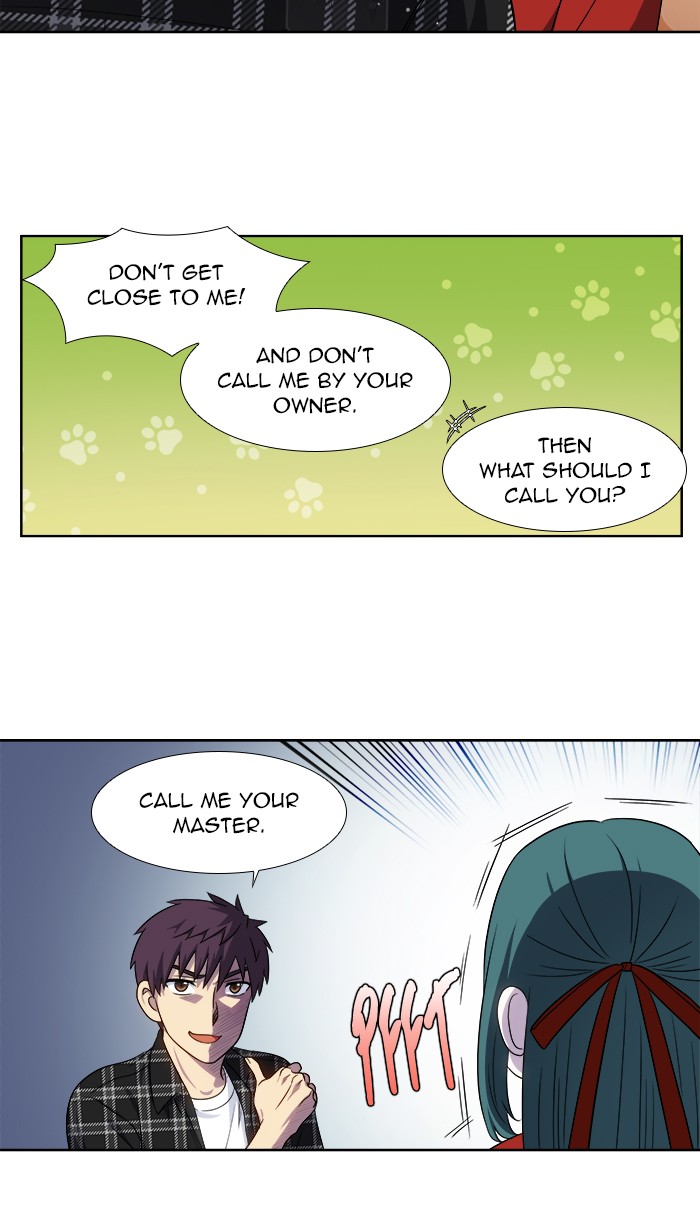 DON'T GET
CLOSE TO ME!
AND DON'T
CALL ME BY YOUR
OWNER.
THEN
WHAT SHOULD I
CALL YOU?
CALL ME YOUR
MASTER.
PFFT